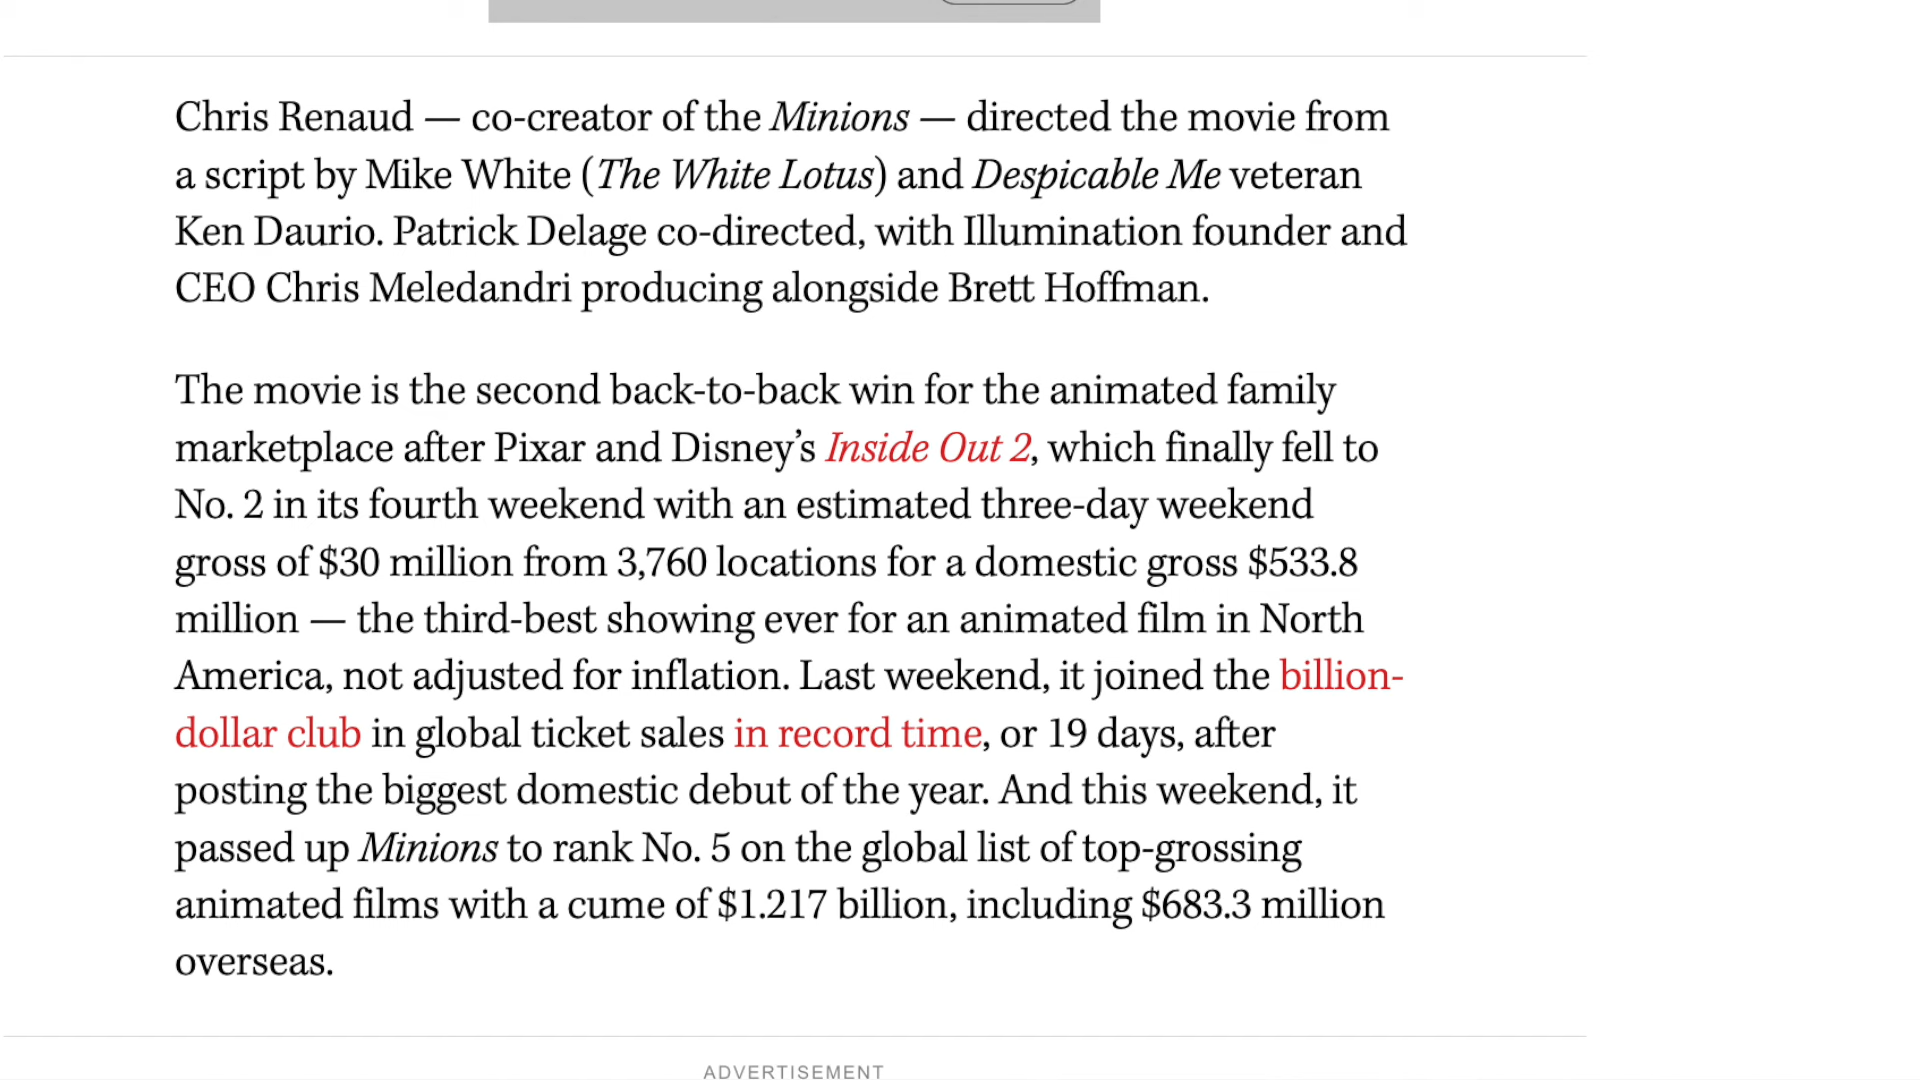 Chris Renaud — co-creator of the Minions — directed the movie from
a script by Mike White (The White Lotus) and Despicable Me veteran
Ken Daurio. Patrick Delage co-directed, with Illumination founder and
CEO Chris Meledandri producing alongside Brett Hoffman.
The movie is the second back-to-back win for the animated family
marketplace after Pixar and Disney’s Inside Out 2, which finally fell to
No. 2 in its fourth weekend with an estimated three-day weekend
gross of $30 million from 3,760 locations for a domestic gross $533.8
million — the third-best showing ever for an animated film in North
America, not adjusted for inflation. Last weekend, it joined the billion-
dollar club in global ticket sales in record time, or 19 days, after
posting the biggest domestic debut of the year. And this weekend, it
passed up Minions to rank No. 5 on the global list of top-grossing
animated films with a cume of $1.217 billion, including $683.3 million
overseas.
ADVERTISEMENT